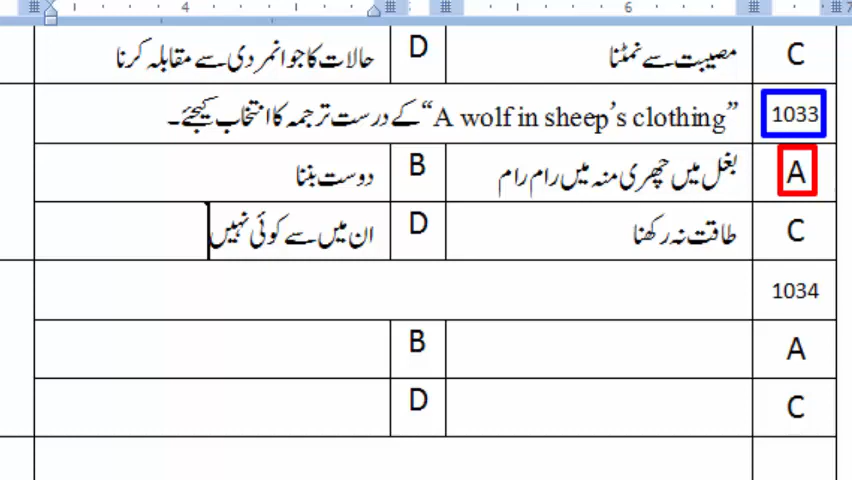 4 6 7
C مصیبت سے نمٹنا D حالات کا جوانمردی سے مقابلہ کرنا
1033 ”A wolf in sheep’s clothing“ کے درست ترجمہ کا انتخاب کیجئے۔
A بغل میں چھری منہ میں رام رام B دوست بننا
C طاقت نہ رکھنا D ان میں سے کوئی نہیں
1034
A B
C D